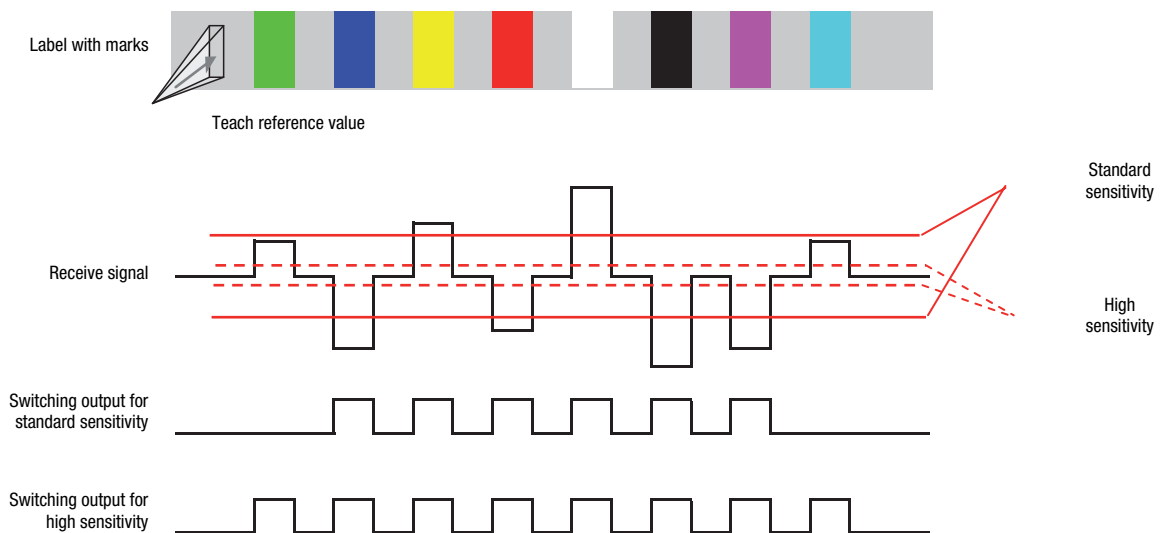 Label with marks
Teach reference value
Standard
sensitivity
Receive signal
High
sensitivity
Switching output for
standard sensitivity
Switching output for
high sensitivity